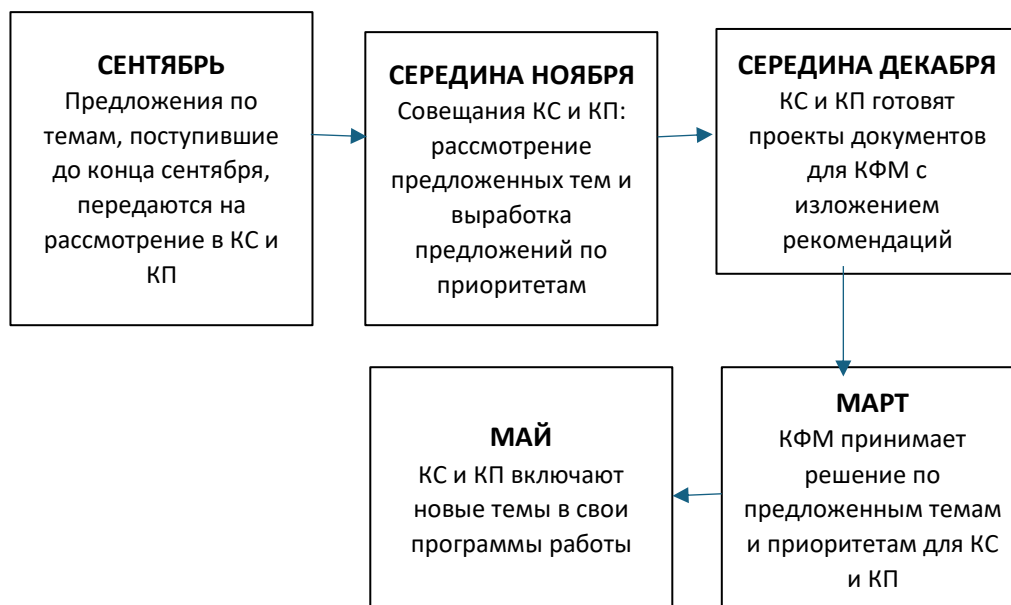 СЕНТЯБРЬ
Предложения по
темам, поступившие
до конца сентября,
передаются на
рассмотрение в КС и
КП
СЕРЕДИНА НОЯБРЯ
Совещания КС и КП:
рассмотрение
предложенных тем и
выработка
предложений по
приоритетам
СЕРЕДИНА ДЕКАБРЯ
КС и КП готовят
проекты документов
для КФМ с
изложением
рекомендаций
МАРТ
КФМ принимает
решение по
предложенным темам
и приоритетам для КС
и КП
МАЙ
КС и КП включают
новые темы в свои
программы работы